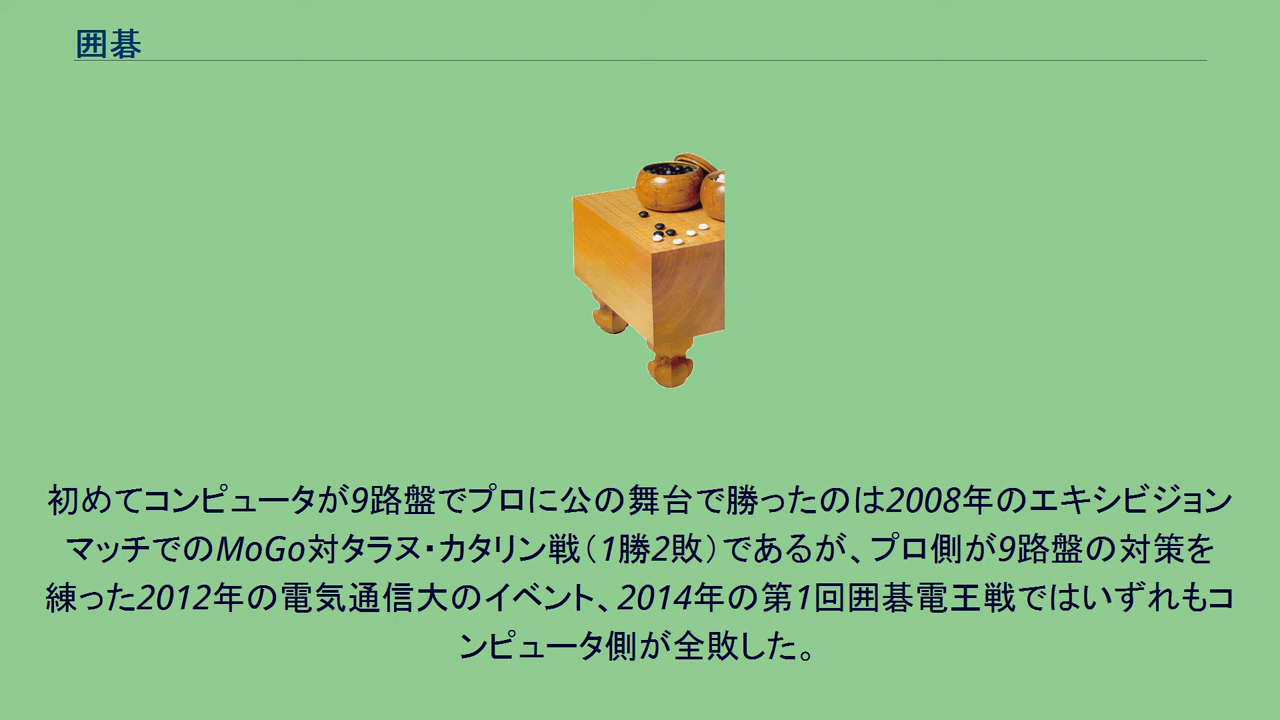 囲碁
初めてコンピュータが9路盤でプロに公の舞台で勝ったのは2008年のエキシビジョン
マッチでのMoGo対タラヌ・カタリン戦（1勝2敗）であるが、プロ側が9路盤の対策を
練った2012年の電気通信大のイベント、2014年の第1回囲碁電王戦ではいずれもコ
ンピュータ側が全敗した。